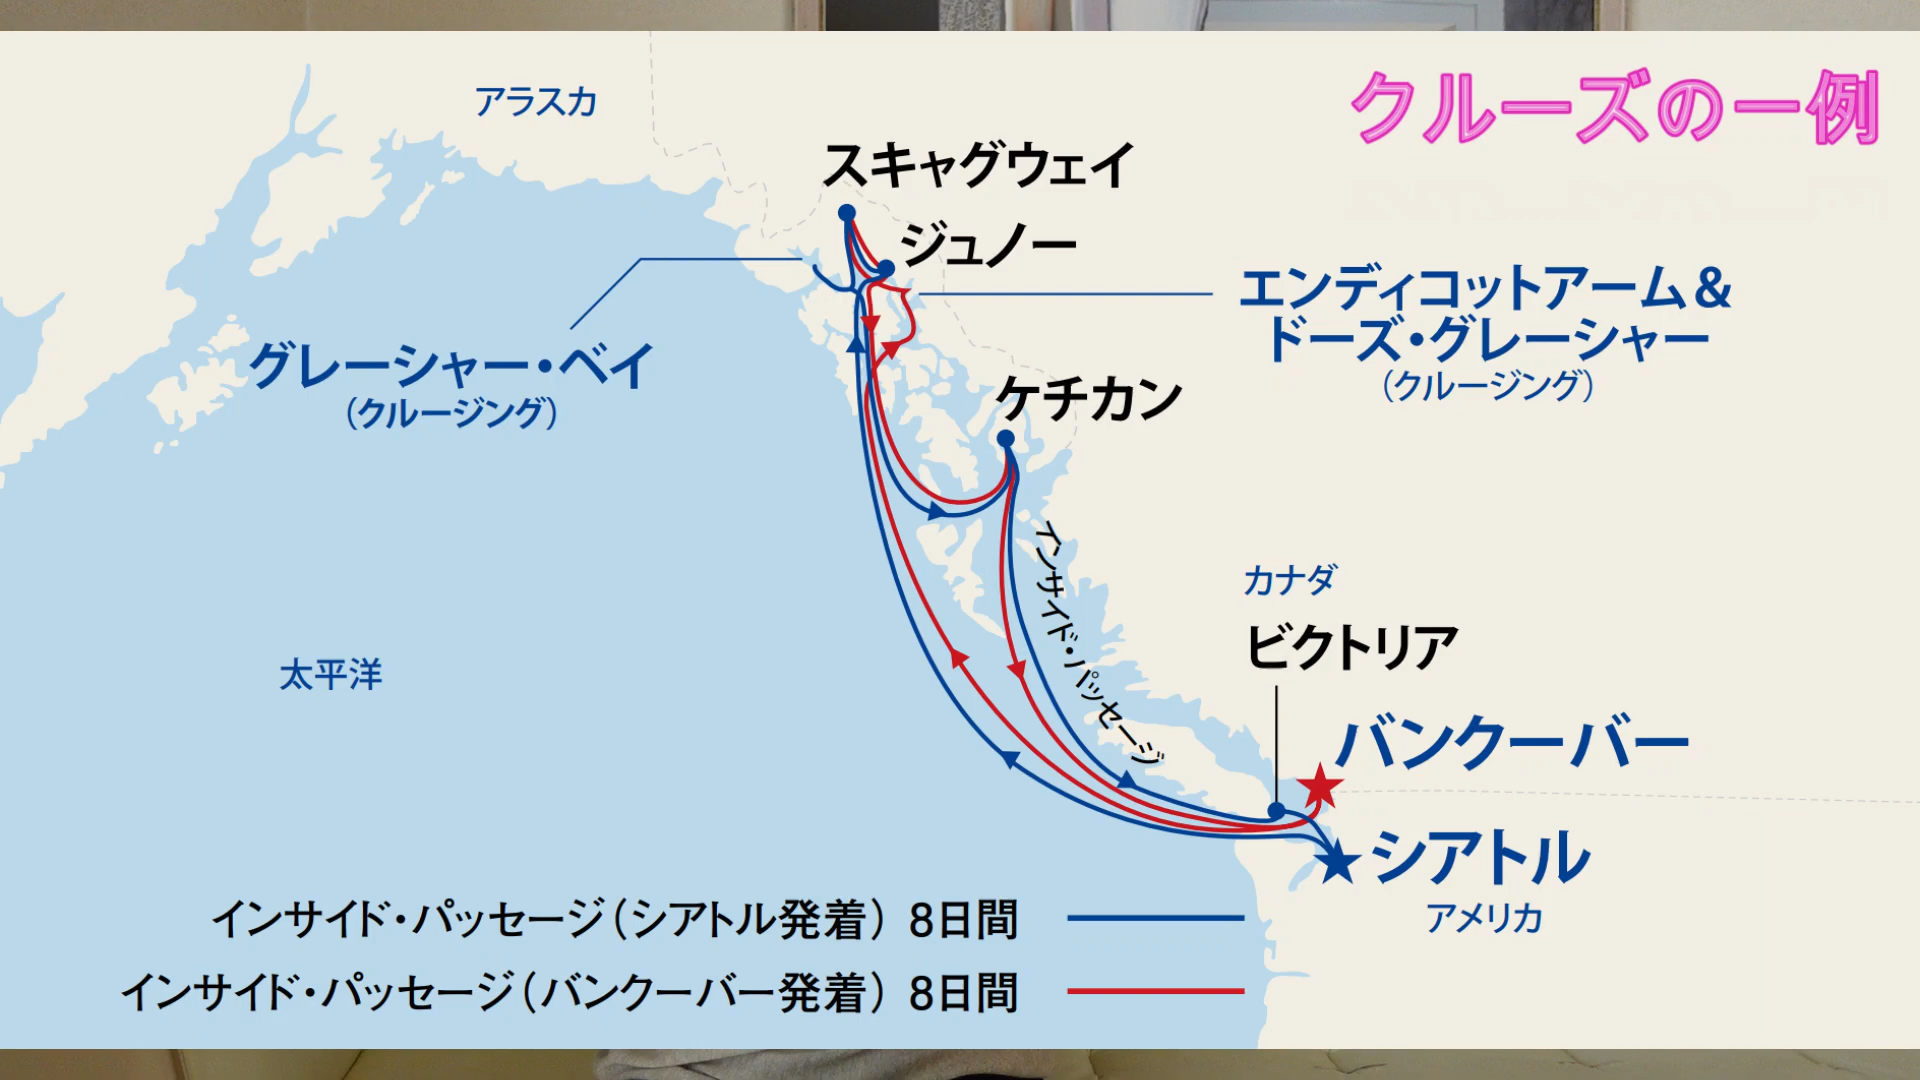 クルーズの一例
アラスカ
スキャグウェイ
ジュノー
エンディコットアーム&
ドーズ・グレーシャー
(クルージング)
グレーシャー・ベイ
(クルージング)
ケチカン
インサイド・パッセージ
カナダ
ビクトリア
太平洋
バンクーバー
シアトル
アメリカ
インサイド・パッセージ(シアトル発着) 8日間
インサイド・パッセージ(バンクーバー発着) 8日間